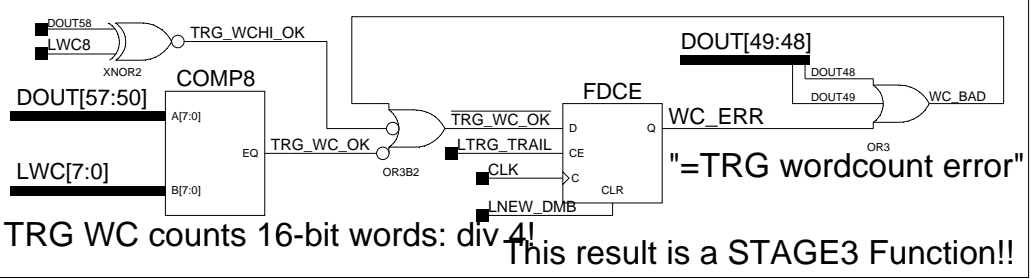 DOUT58
LWC8
TRG_WCHI_OK
XNOR2
COMP8
DOUT[57:50]
A[7:0]
EQ
TRG_WC_OK
LWC[7:0]
B[7:0]
OR3B2
TRG_WC_OK
LTRG_TRAIL
CLK
LNEW_DMB
FDCE
D
CE
C
CLR
Q
WC_ERR
DOUT[49:48]
DOUT48
DOUT49
WC_BAD
OR3
"=TRG wordcount error"
TRG WC counts 16-bit words: div 4!
This result is a STAGE3 Function!!